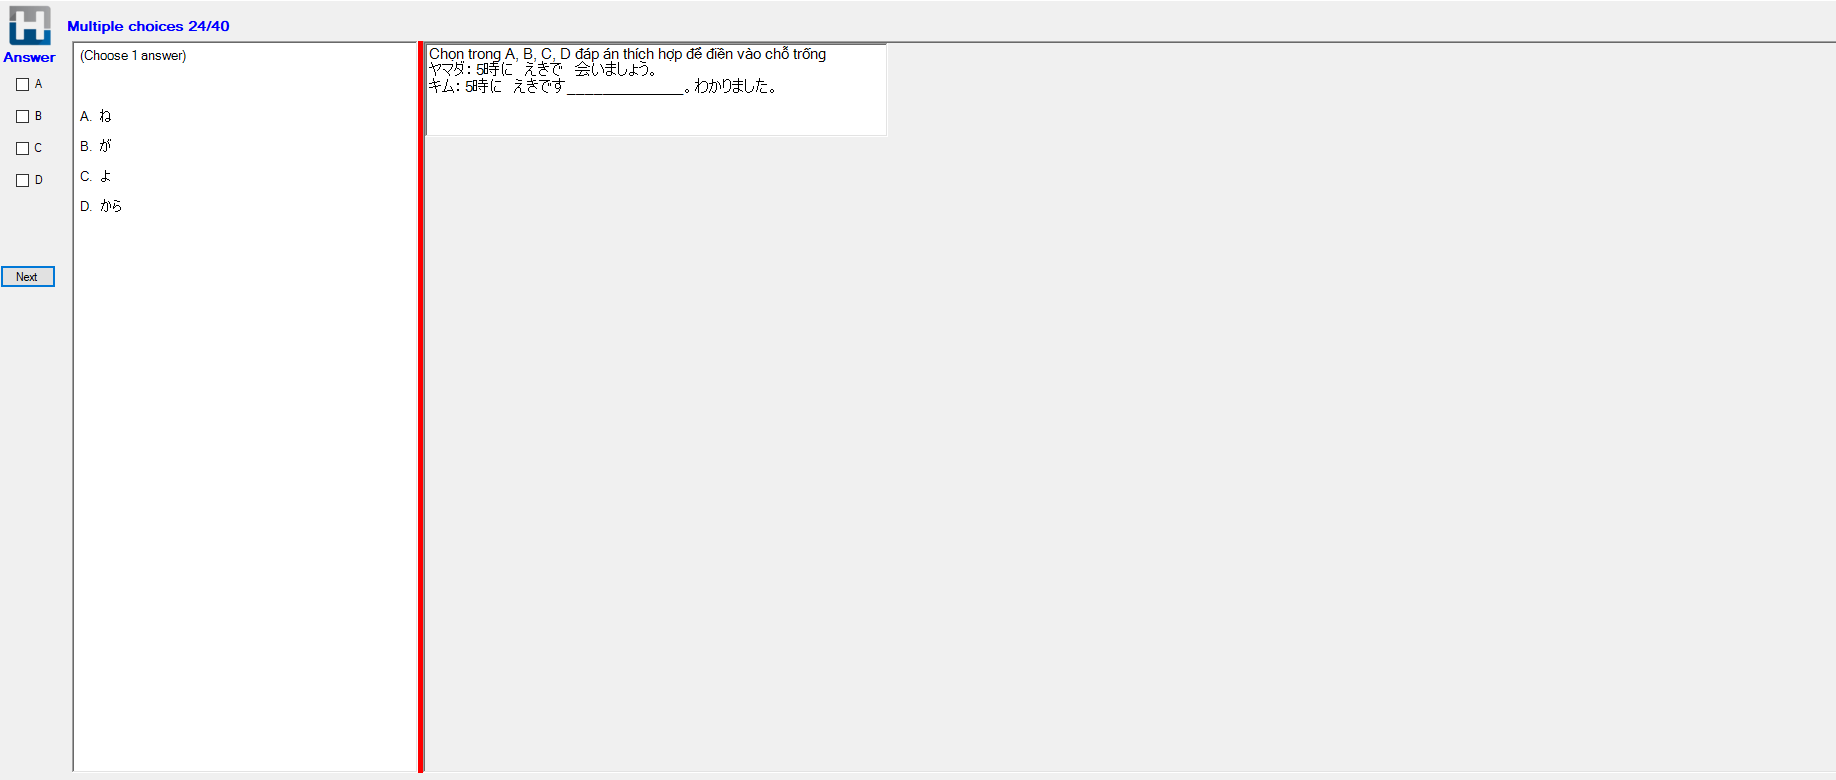 Multiple choices 24/40
Answer
A
B
C
D
Next
(Choose 1 answer)
A. ね
B. が
C. よ
D. から
Chọn trong A, B, C, D đáp án thích hợp để điền vào chỗ trống
ヤマダ: 5時に　えきで　会いましょう。
キム: 5時に　えきです______________。わかりました。